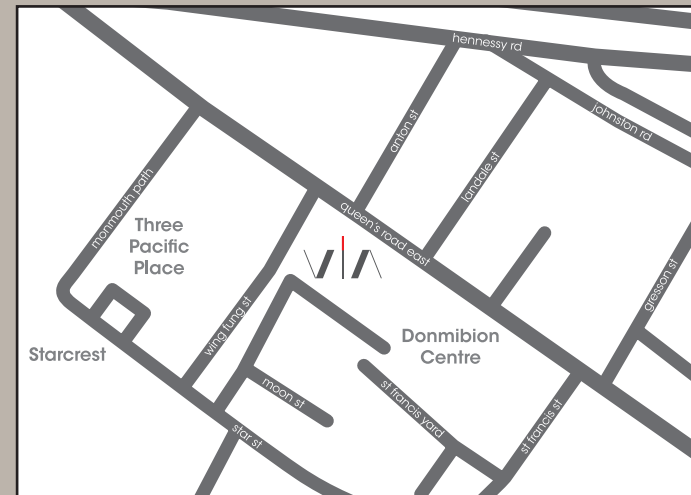 hennessy rd
johnston rd
anton st
landale st
monmouth path
queen's road east
Three
Pacific
Place
VIA
gresson st
wing fung st
Donmibion
Centre
Starcrest
moon st
st francis yard
st francis st
star st